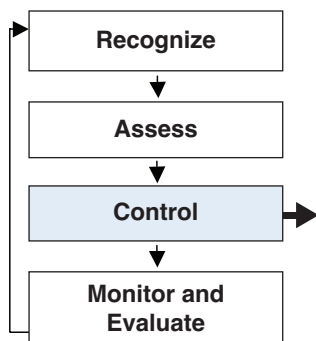 Recognize
Assess
Control
Monitor and
Evaluate